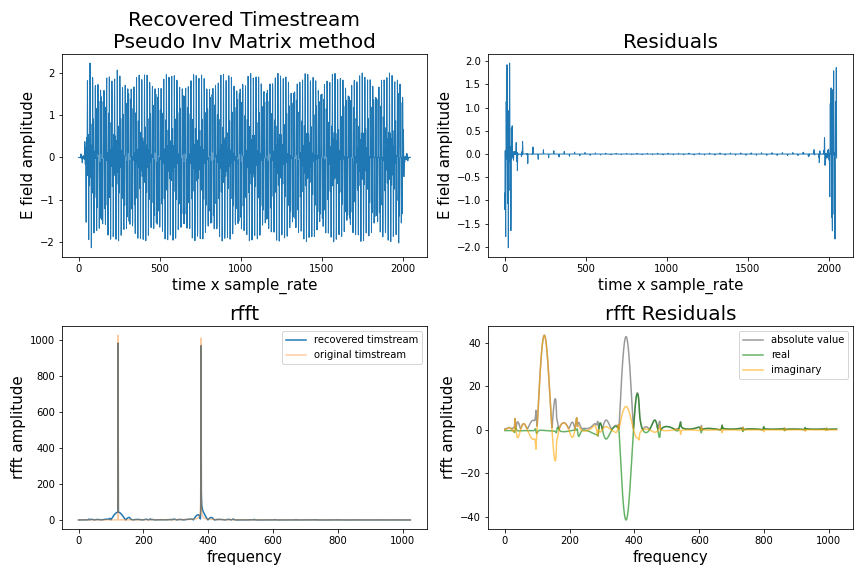 Recovered Timestream
Pseudo Inv Matrix method
E field amplitude
2
1
0
−1
−2
0
500
1000
1500
2000
time x sample_rate
Residuals
E field amplitude
2.0
1.5
1.0
0.5
0.0
−0.5
−1.0
−1.5
−2.0
0
500
1000
1500
2000
time x sample_rate
rfft
rfft amplitude
1000
800
600
400
200
0
recovered timstream
original timstream
0
200
400
600
800
1000
frequency
rfft Residuals
rfft amplitude
40
20
0
−20
−40
absolute value
real
imaginary
0
200
400
600
800
1000
frequency